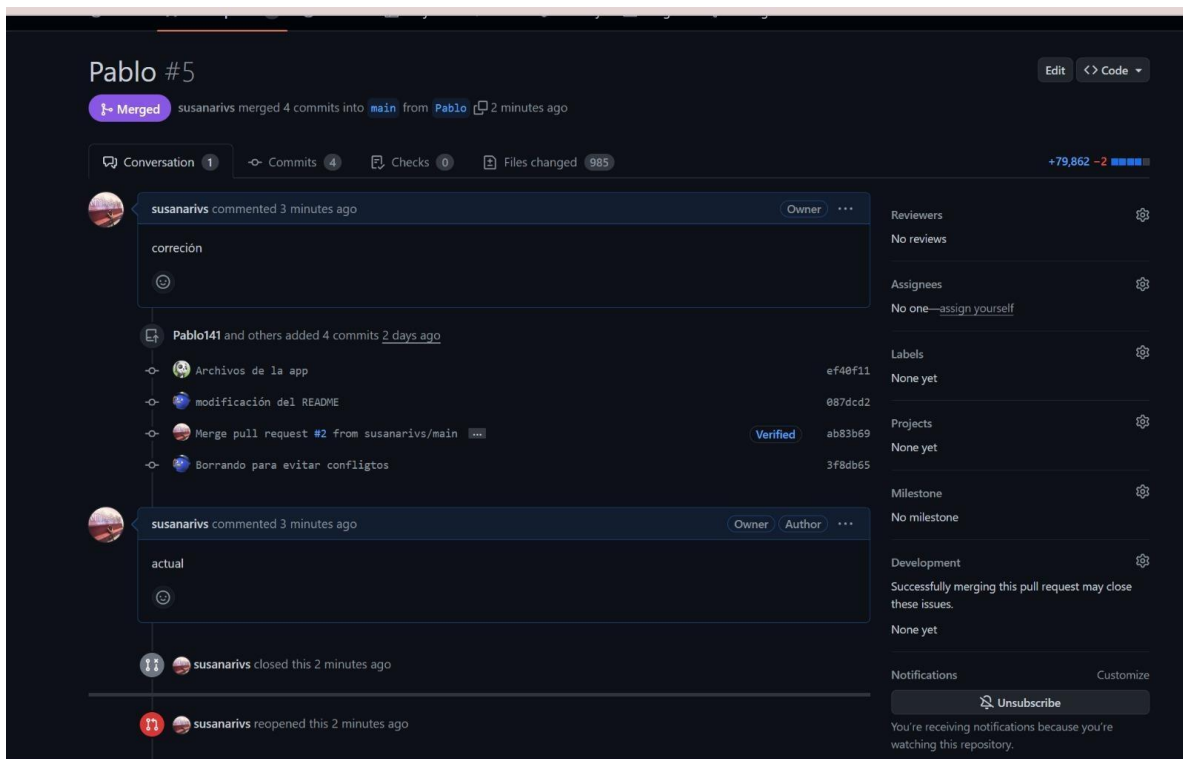 Pablo #5
Edit
<> Code
Merged susanarivs merged 4 commits into main from Pablo 2 minutes ago
Conversation 1
Commits 4
Checks 0
Files changed 985
+79,862 −2
susanarivs commented 3 minutes ago
Owner
correción
Pablo141 and others added 4 commits 2 days ago
Archivos de la app ef40f11
modificación del README 087dcd2
Merge pull request #2 from susanarivs/main ... Verified ab83b69
Borrando para evitar confligtos 3f8db65
susanarivs commented 3 minutes ago
Owner Author
actual
susanarivs closed this 2 minutes ago
susanarivs reopened this 2 minutes ago
Reviewers
No reviews
Assignees
No one—assign yourself
Labels
None yet
Projects
None yet
Milestone
No milestone
Development
Successfully merging this pull request may close
these issues.
None yet
Notifications
Customize
Unsubscribe
You're receiving notifications because you're
watching this repository.